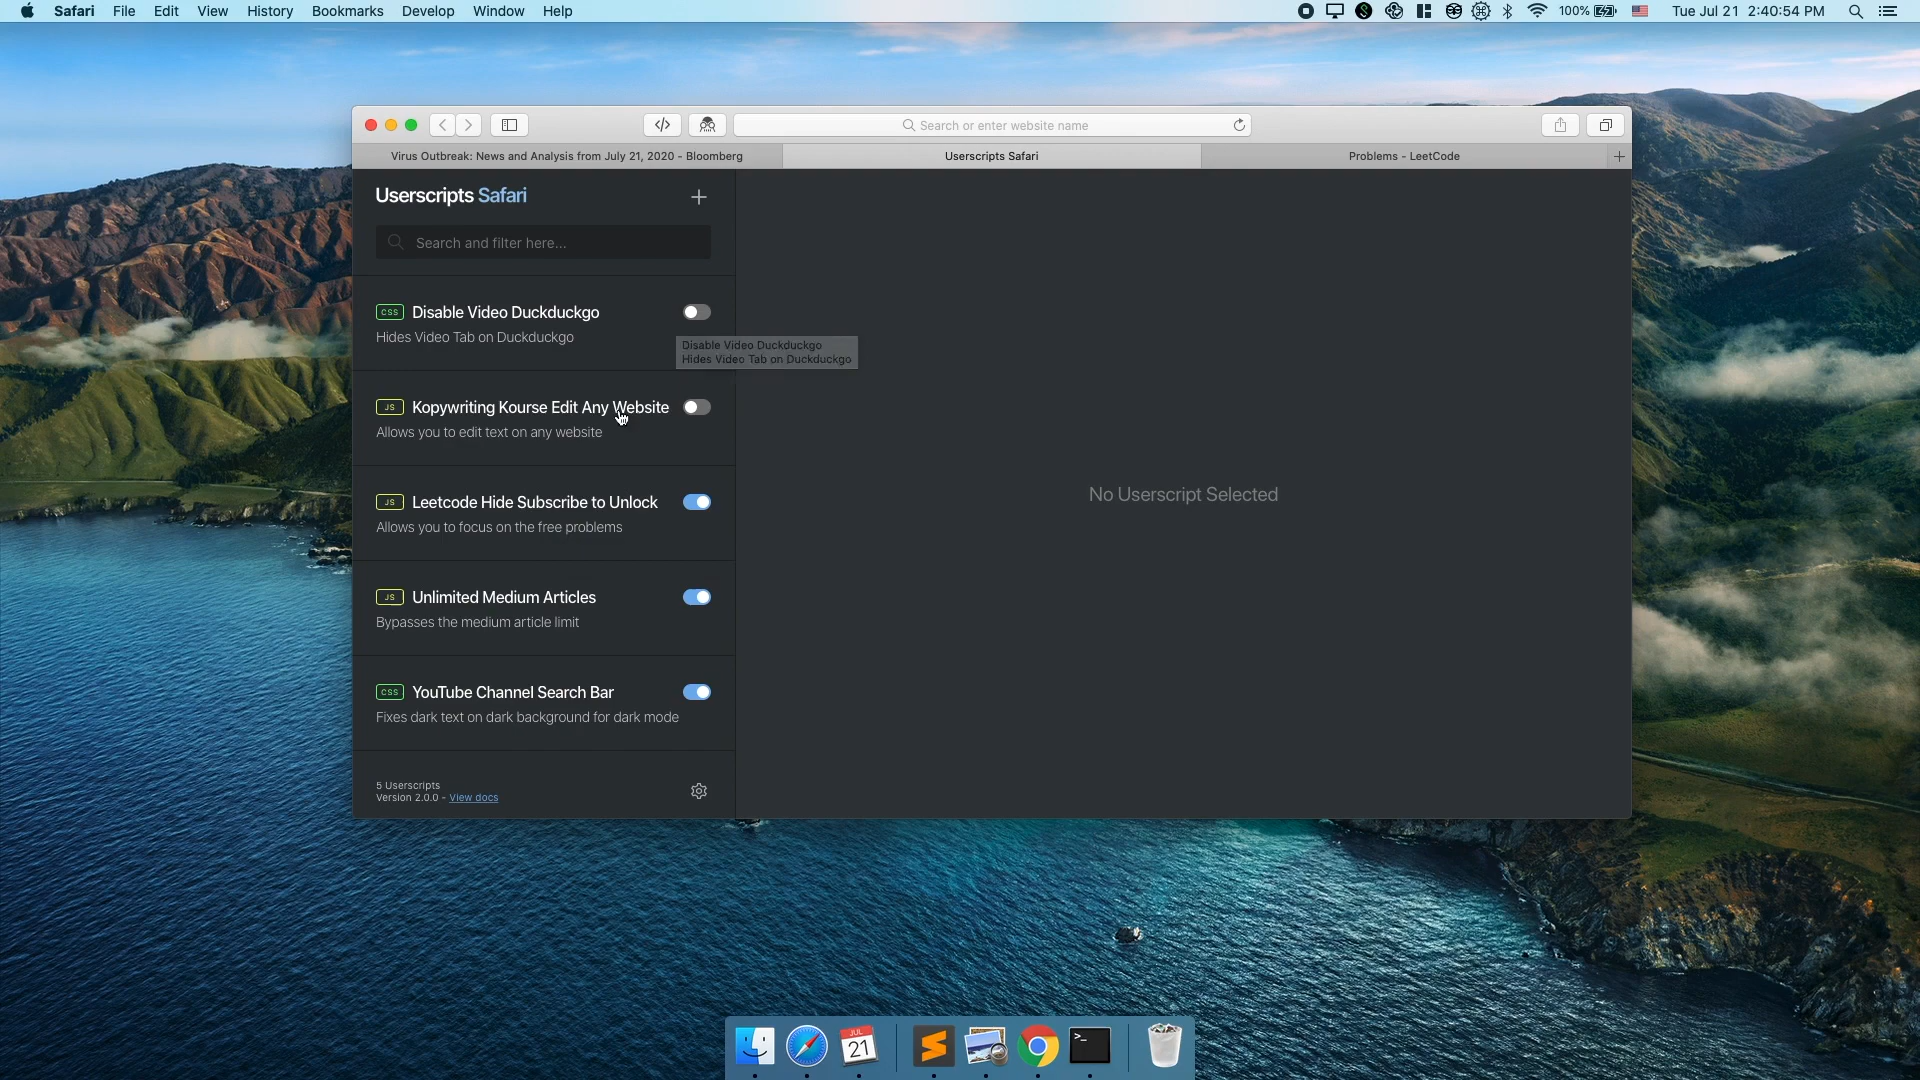 Safari File Edit View History Bookmarks Develop Window Help
100% Tue Jul 21 2:40:54 PM
Search or enter website name
Virus Outbreak: News and Analysis from July 21, 2020 - Bloomberg
Userscripts Safari
Problems - LeetCode
Userscripts Safari
Search and filter here...
css Disable Video Duckduckgo
Hides Video Tab on Duckduckgo
Disable Video Duckduckgo
Hides Video Tab on Duckduckgo
JS Kopywriting Kourse Edit Any Website
Allows you to edit text on any website
JS Leetcode Hide Subscribe to Unlock
Allows you to focus on the free problems
JS Unlimited Medium Articles
Bypasses the medium article limit
css YouTube Channel Search Bar
Fixes dark text on dark background for dark mode
5 Userscripts
Version 2.0.0 - View docs
No Userscript Selected
JUL
21